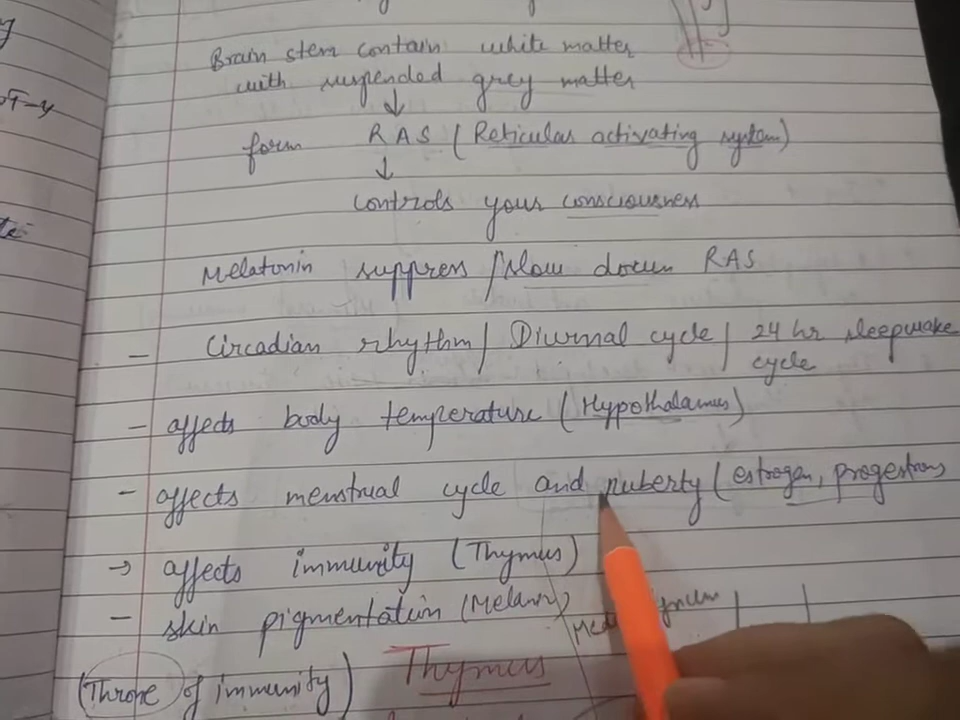 Brain stem contain white matter
with suspended grey matter
↓
form RAS (Reticular activating system)
↓
controls your consciousness
Melatonin suppress / slow down RAS
- Circadian rhythm / Diurnal cycle / 24 hr sleepwake
cycle
- affects body temperature (Hypothalamus)
- affects menstrual cycle and puberty (estrogen, progestrons
→ affects immunity (Thymus)
- skin pigmentation (Melanin)
(Throne of immunity) Thymus